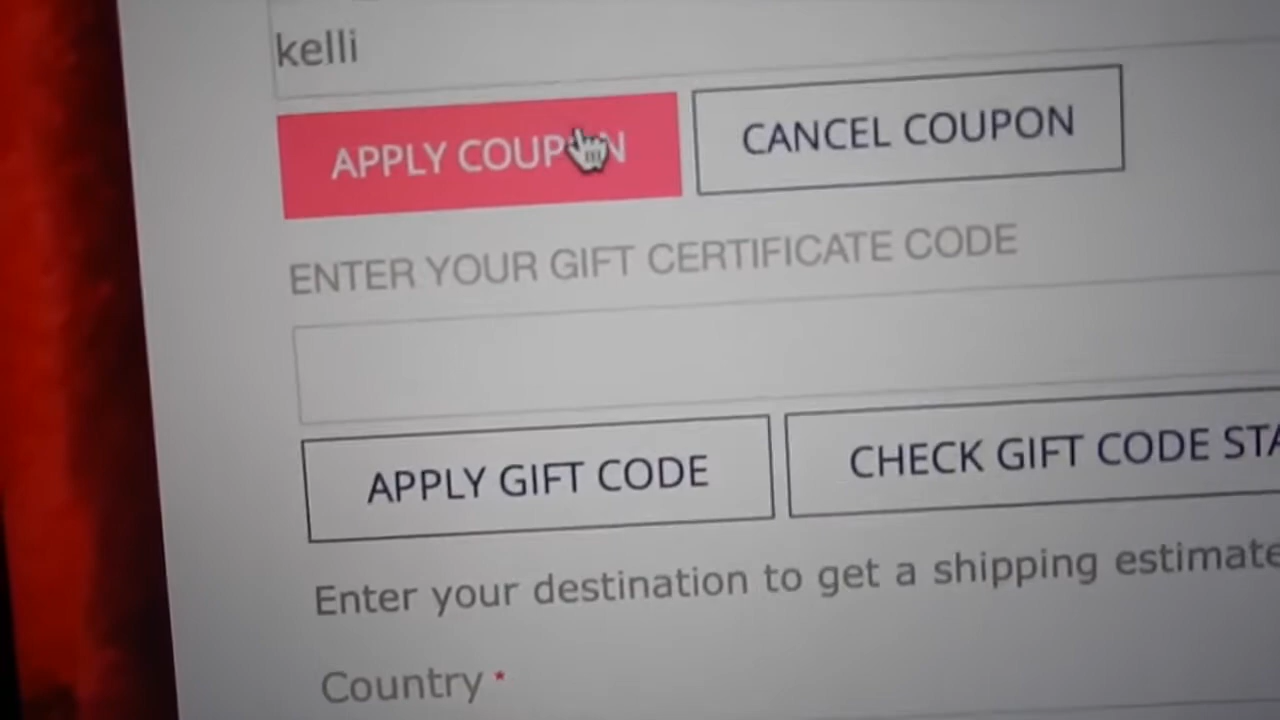 kelli
APPLY COUPON CANCEL COUPON
ENTER YOUR GIFT CERTIFICATE CODE
APPLY GIFT CODE CHECK GIFT CODE
Enter your destination to get a shipping estimate
Country *